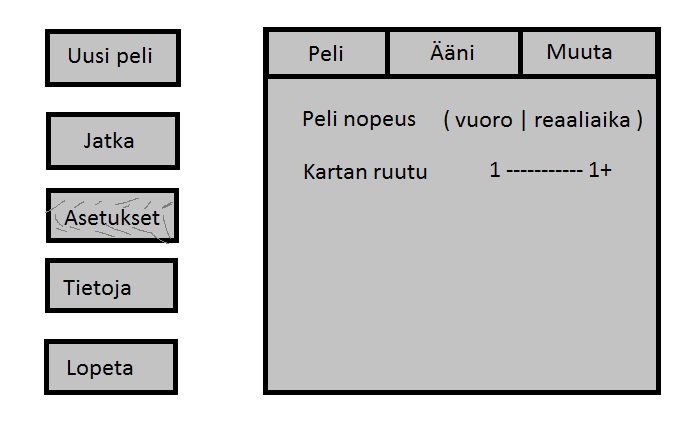 Uusi peli
Jatka
Asetukset
Tietoja
Lopeta
Peli Ääni Muuta
Peli nopeus ( vuoro | reaaliaika )
Kartan ruutu 1 ----------- 1+